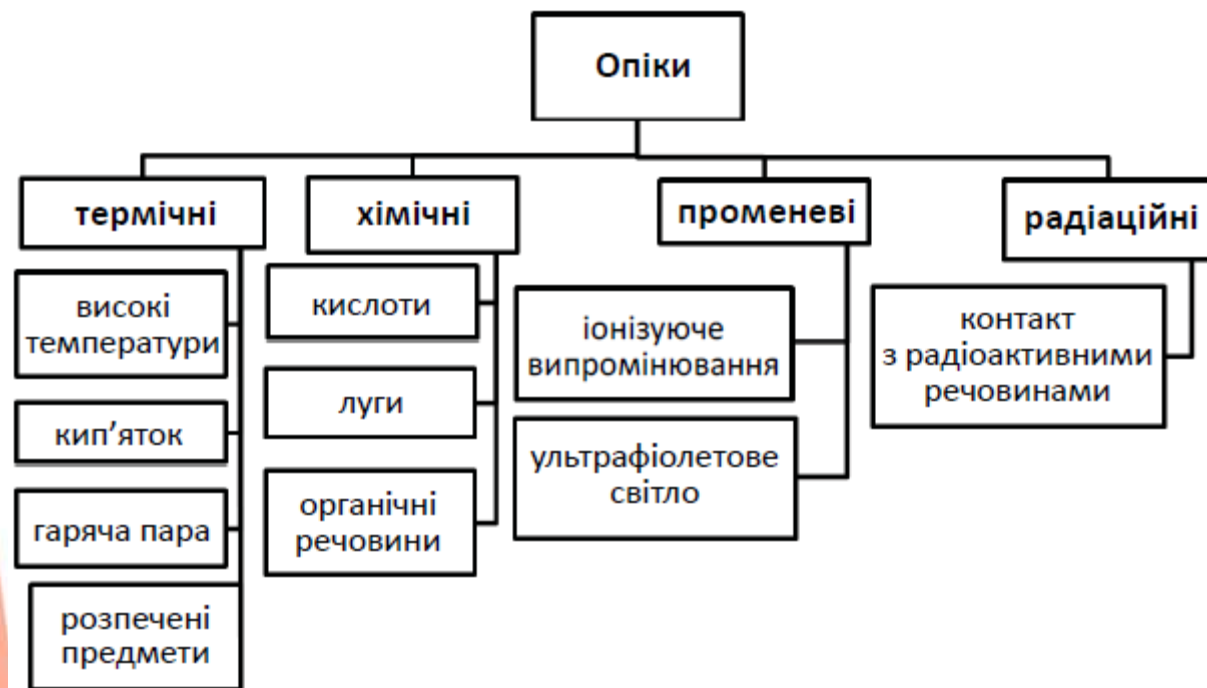 Опіки
термічні
високі
температури
кип’яток
гаряча пара
розпечені
предмети
хімічні
кислоти
луги
органічні
речовини
променеві
іонізуюче
випромінювання
ультрафіолетове
світло
радіаційні
контакт
з радіоактивними
речовинами